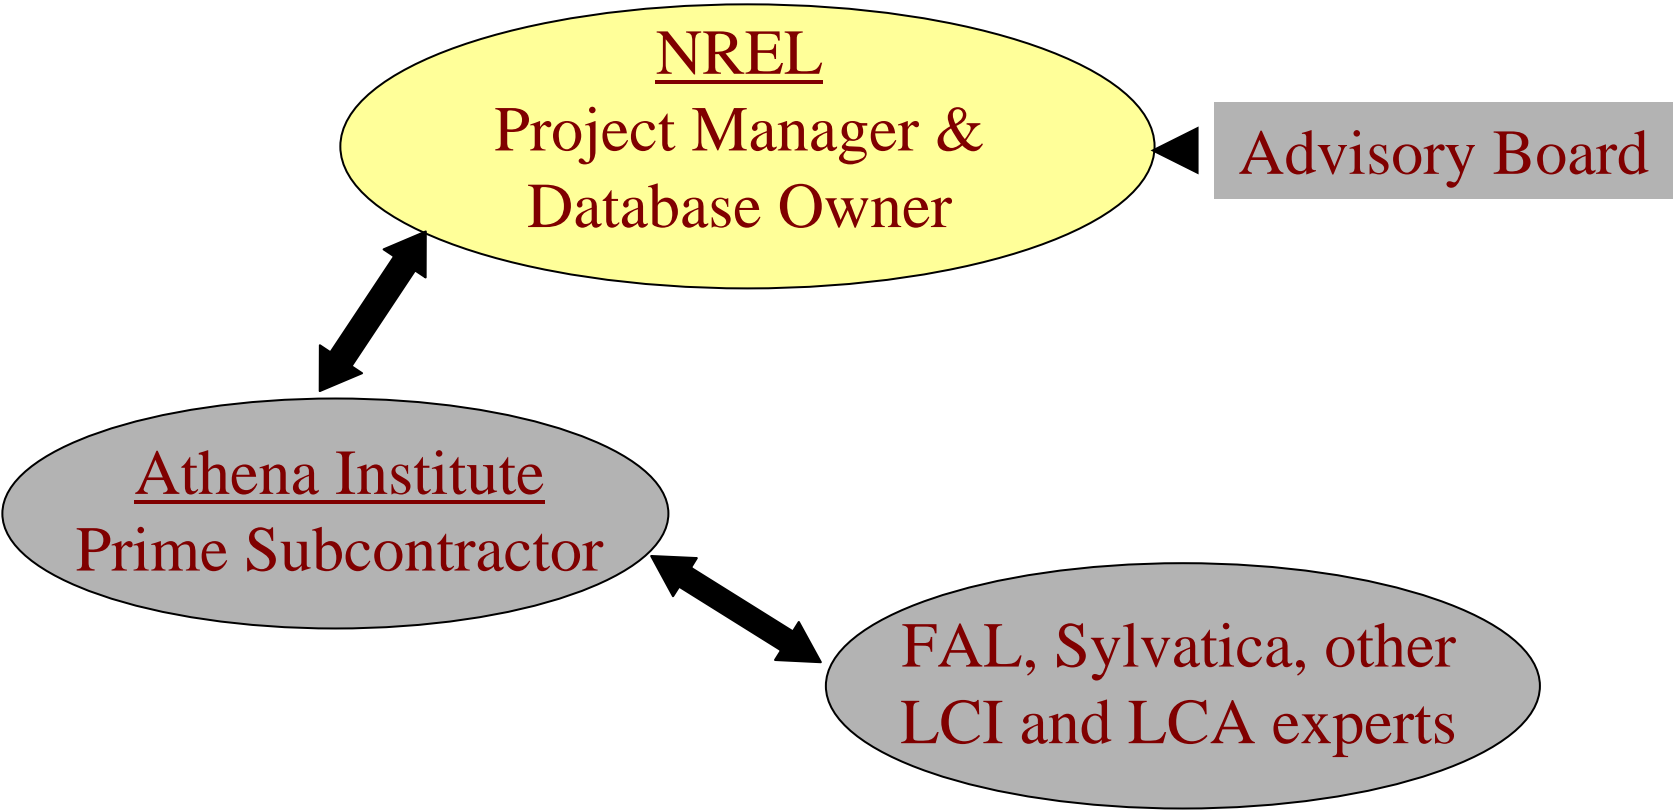 NREL
Project Manager &
Database Owner
Advisory Board
Athena Institute
Prime Subcontractor
FAL, Sylvatica, other
LCI and LCA experts